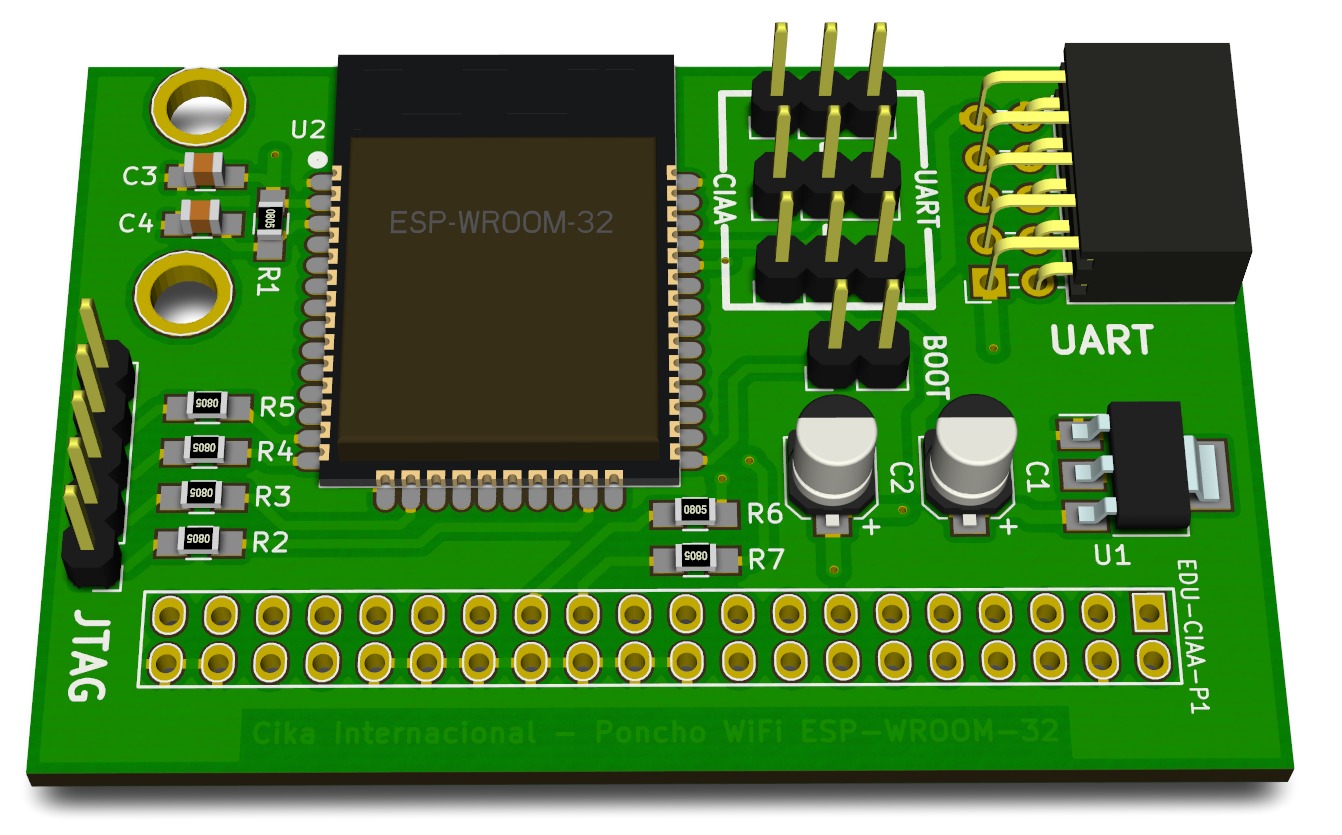 U2
C3
C4
0805
R1
ESP-WROOM-32
CIAA
UART
UART
BOOT
0805
R5
0805
R4
0805
R3
0805
R2
0805
R6
0805
R7
C2
+
C1
+
U1
JTAG
EDU-CIAA-P1
Cika Internacional - Poncho WiFi ESP-WROOM-32